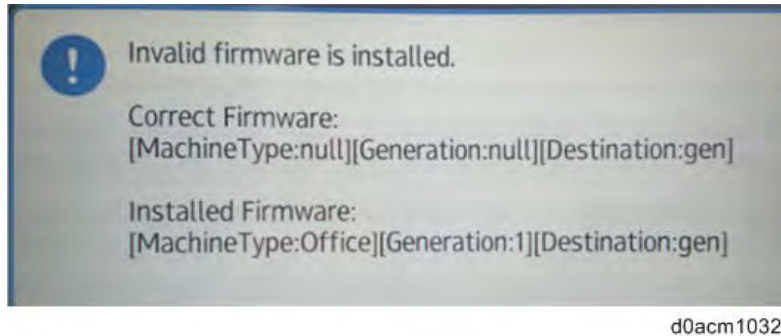 !
Invalid firmware is installed.
Correct Firmware:
[MachineType:null][Generation:null][Destination:gen]
Installed Firmware:
[MachineType:Office][Generation:1][Destination:gen]
d0acm1032